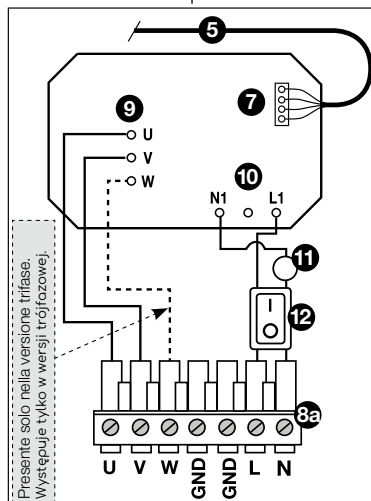 5
9
7
U
V
W
10
N1
L1
11
12
Presente solo nella versione trifase.
Występuje tylko w wersji trójfazowej.
8a
U V W GND GND L N